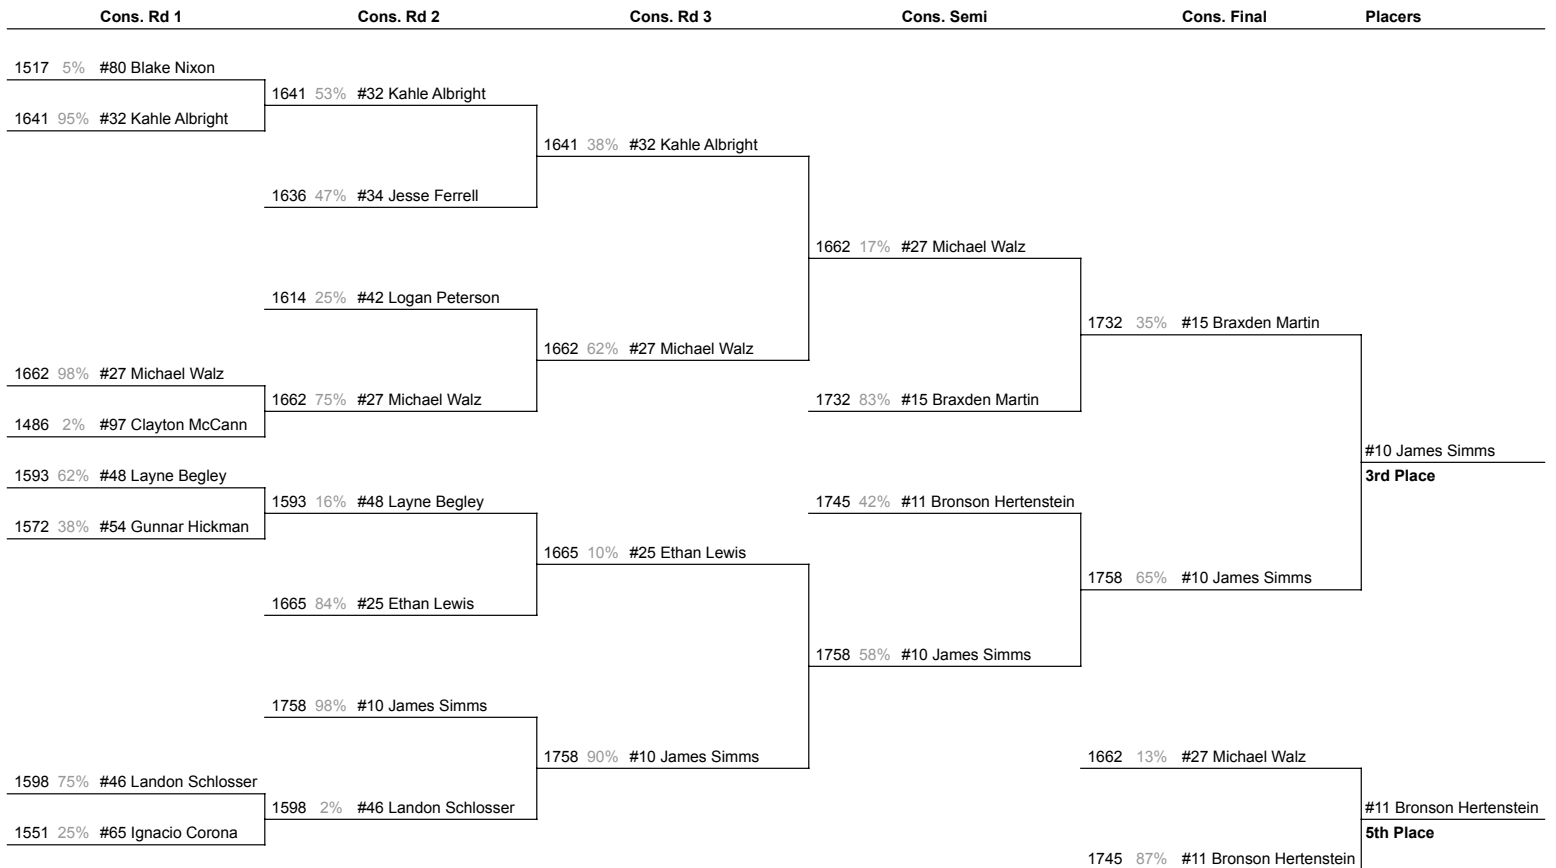 Cons. Rd 1 Cons. Rd 2 Cons. Rd 3 Cons. Semi Cons. Final Placers
1517 5% #80 Blake Nixon
1641 53% #32 Kahle Albright
1641 95% #32 Kahle Albright
1641 38% #32 Kahle Albright
1636 47% #34 Jesse Ferrell
1662 17% #27 Michael Walz
1614 25% #42 Logan Peterson
1732 35% #15 Braxden Martin
1662 62% #27 Michael Walz
1662 98% #27 Michael Walz
1662 75% #27 Michael Walz
1732 83% #15 Braxden Martin
1486 2% #97 Clayton McCann
#10 James Simms
1593 62% #48 Layne Begley
3rd Place
1593 16% #48 Layne Begley
1745 42% #11 Bronson Hertenstein
1572 38% #54 Gunnar Hickman
1665 10% #25 Ethan Lewis
1758 65% #10 James Simms
1665 84% #25 Ethan Lewis
1758 58% #10 James Simms
1758 98% #10 James Simms
1758 90% #10 James Simms
1662 13% #27 Michael Walz
1598 75% #46 Landon Schlosser
1598 2% #46 Landon Schlosser
#11 Bronson Hertenstein
1551 25% #65 Ignacio Corona
5th Place
1745 87% #11 Bronson Hertenstein